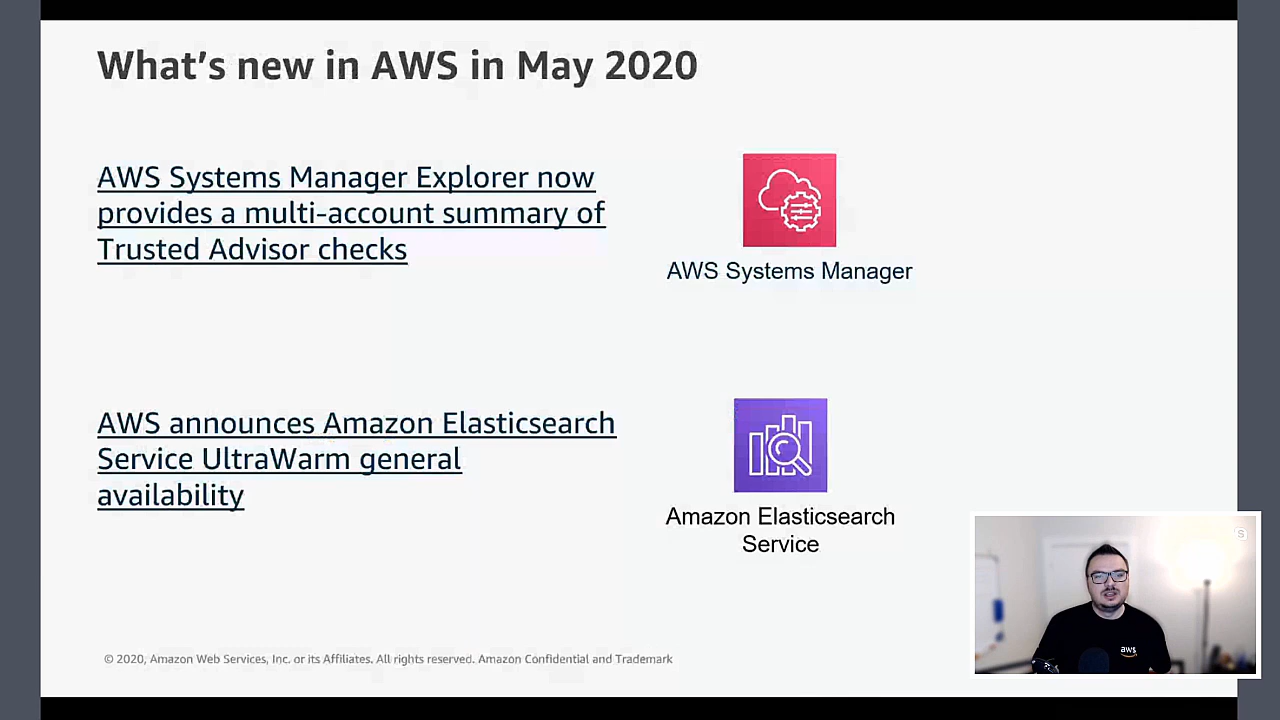 What's new in AWS in May 2020
AWS Systems Manager Explorer now
provides a multi-account summary of
Trusted Advisor checks
AWS Systems Manager
AWS announces Amazon Elasticsearch
Service UltraWarm general
availability
Amazon Elasticsearch
Service
S
aws
© 2020, Amazon Web Services, Inc. or its Affiliates. All rights reserved. Amazon Confidential and Trademark